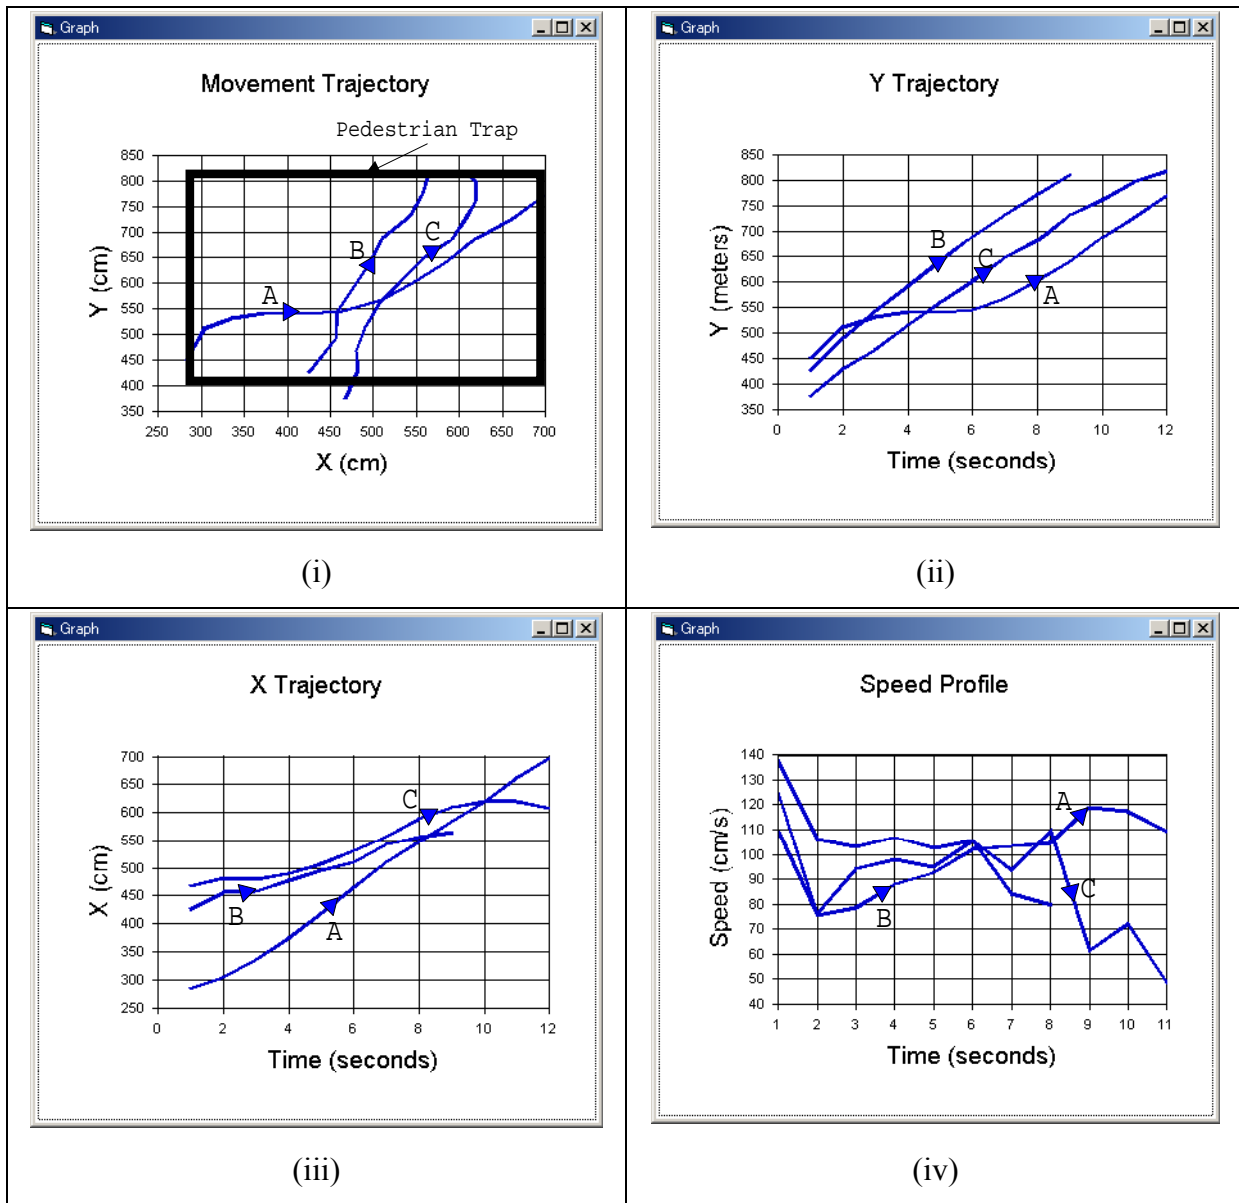 Graph
Movement Trajectory
Pedestrian Trap
850
800
750
700
650
600
550
500
450
400
350
Y (cm)
A
B
C
250 300 350 400 450 500 550 600 650 700
X (cm)
(i)
Graph
Y Trajectory
850
800
750
700
650
600
550
500
450
400
350
Y (meters)
B
C
A
0 2 4 6 8 10 12
Time (seconds)
(ii)
Graph
X Trajectory
700
650
600
550
500
450
400
350
300
250
X (cm)
C
B
A
0 2 4 6 8 10 12
Time (seconds)
(iii)
Graph
Speed Profile
140
130
120
110
100
90
80
70
60
50
40
Speed (cm/s)
A
C
B
1 2 3 4 5 6 7 8 9 10 11
Time (seconds)
(iv)